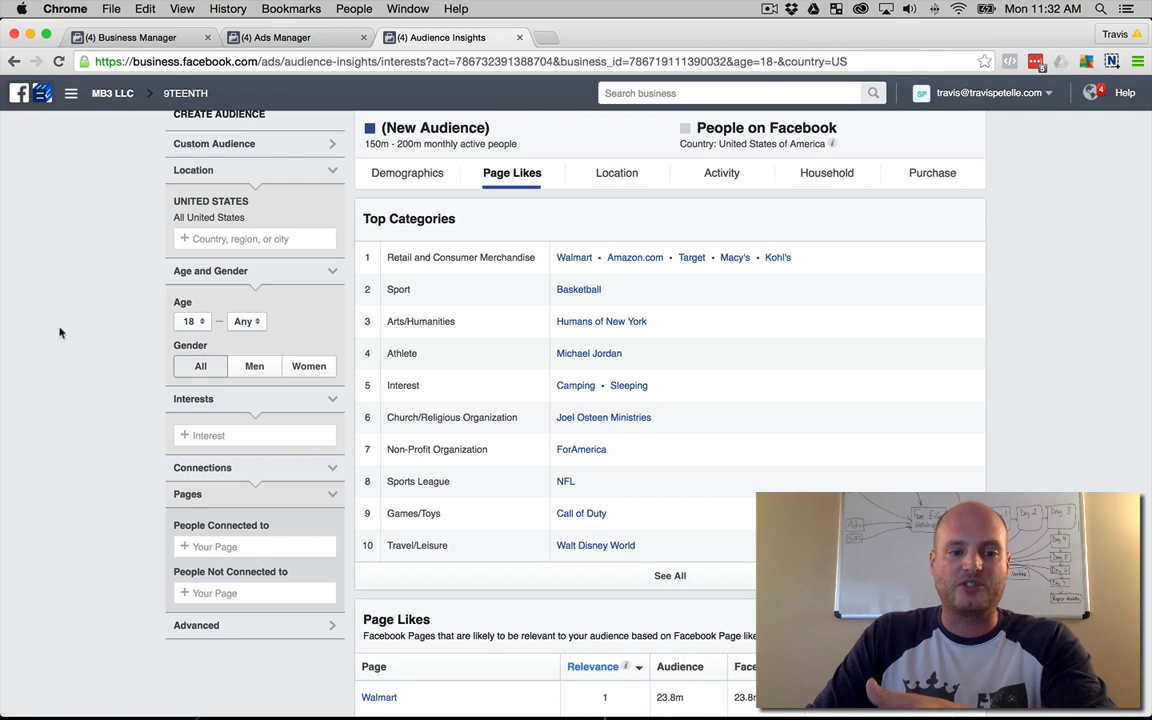 Chrome File Edit View History Bookmarks People Window Help Mon 11:32 AM
(4) Business Manager × (4) Ads Manager × (4) Audience Insights × Travis
https://business.facebook.com/ads/audience-insights/interests?act=786732391388704&business_id=786719111390032&age=18-&country=US 5
MB3 LLC > 9TEENTH Search business SP travis@travispetelle.com 4 Help
CREATE AUDIENCE
Custom Audience
Location
UNITED STATES
All United States
+ Country, region, or city
Age and Gender
Age
18 – Any
Gender
All Men Women
Interests
+ Interest
Connections
Pages
People Connected to
+ Your Page
People Not Connected to
+ Your Page
Advanced
(New Audience)
150m - 200m monthly active people
People on Facebook
Country: United States of America
Demographics Page Likes Location Activity Household Purchase
Top Categories
1 Retail and Consumer Merchandise Walmart • Amazon.com • Target • Macy's • Kohl's
2 Sport Basketball
3 Arts/Humanities Humans of New York
4 Athlete Michael Jordan
5 Interest Camping • Sleeping
6 Church/Religious Organization Joel Osteen Ministries
7 Non-Profit Organization ForAmerica
8 Sports League NFL
9 Games/Toys Call of Duty
10 Travel/Leisure Walt Disney World
See All
Page Likes
Facebook Pages that are likely to be relevant to your audience based on Facebook Page like
Page Relevance Audience Face
Walmart 1 23.8m 23.8
Day 2
Day 3
Day 4